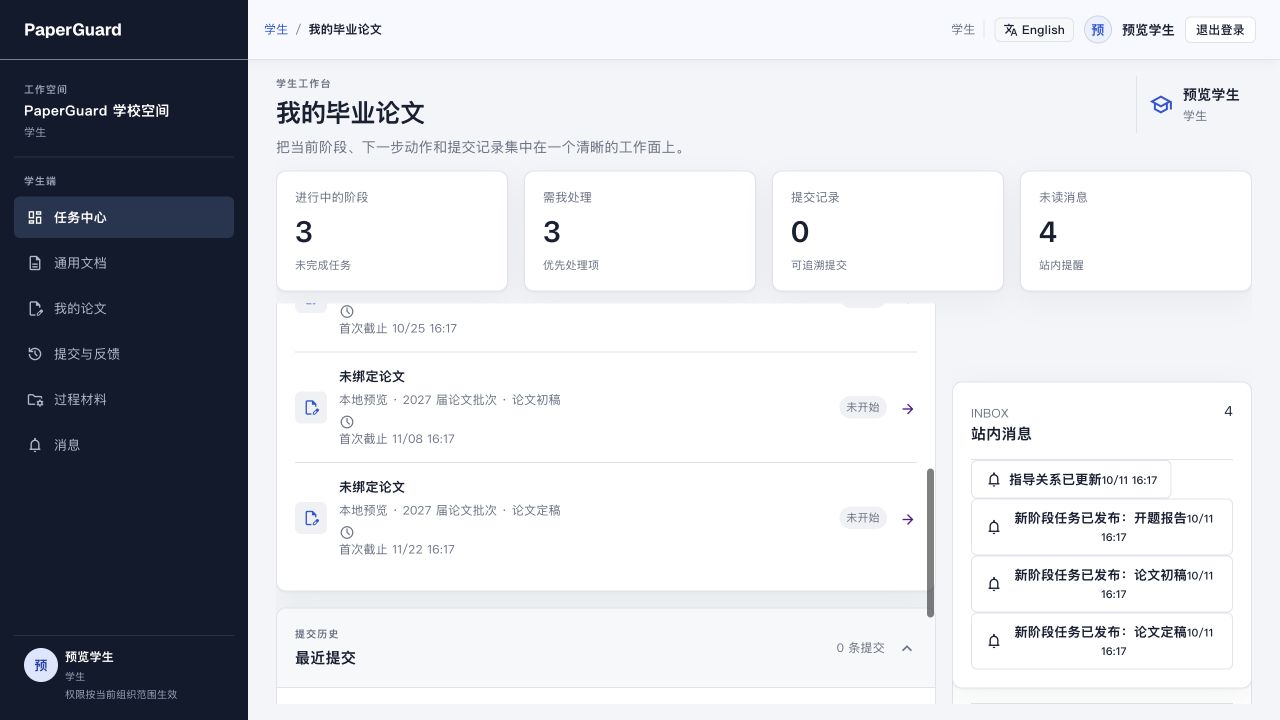 PaperGuard
工作空间
PaperGuard 学校空间
学生
学生端
任务中心
通用文档
我的论文
提交与反馈
过程材料
消息
预
预览学生
学生
权限按当前组织范围生效
学生 / 我的毕业论文
学生
English
预
预览学生
退出登录
学生工作台
我的毕业论文
把当前阶段、下一步动作和提交记录集中在一个清晰的工作面上。
预览学生
学生
进行中的阶段
3
未完成任务
需我处理
3
优先处理项
提交记录
0
可追溯提交
未读消息
4
站内提醒
首次截止 10/25 16:17
未绑定论文
本地预览 · 2027 届论文批次 · 论文初稿
首次截止 11/08 16:17
未开始
未绑定论文
本地预览 · 2027 届论文批次 · 论文定稿
首次截止 11/22 16:17
未开始
提交历史
最近提交
0 条提交
INBOX
站内消息
4
指导关系已更新10/11 16:17
新阶段任务已发布：开题报告10/11
16:17
新阶段任务已发布：论文初稿10/11
16:17
新阶段任务已发布：论文定稿10/11
16:17